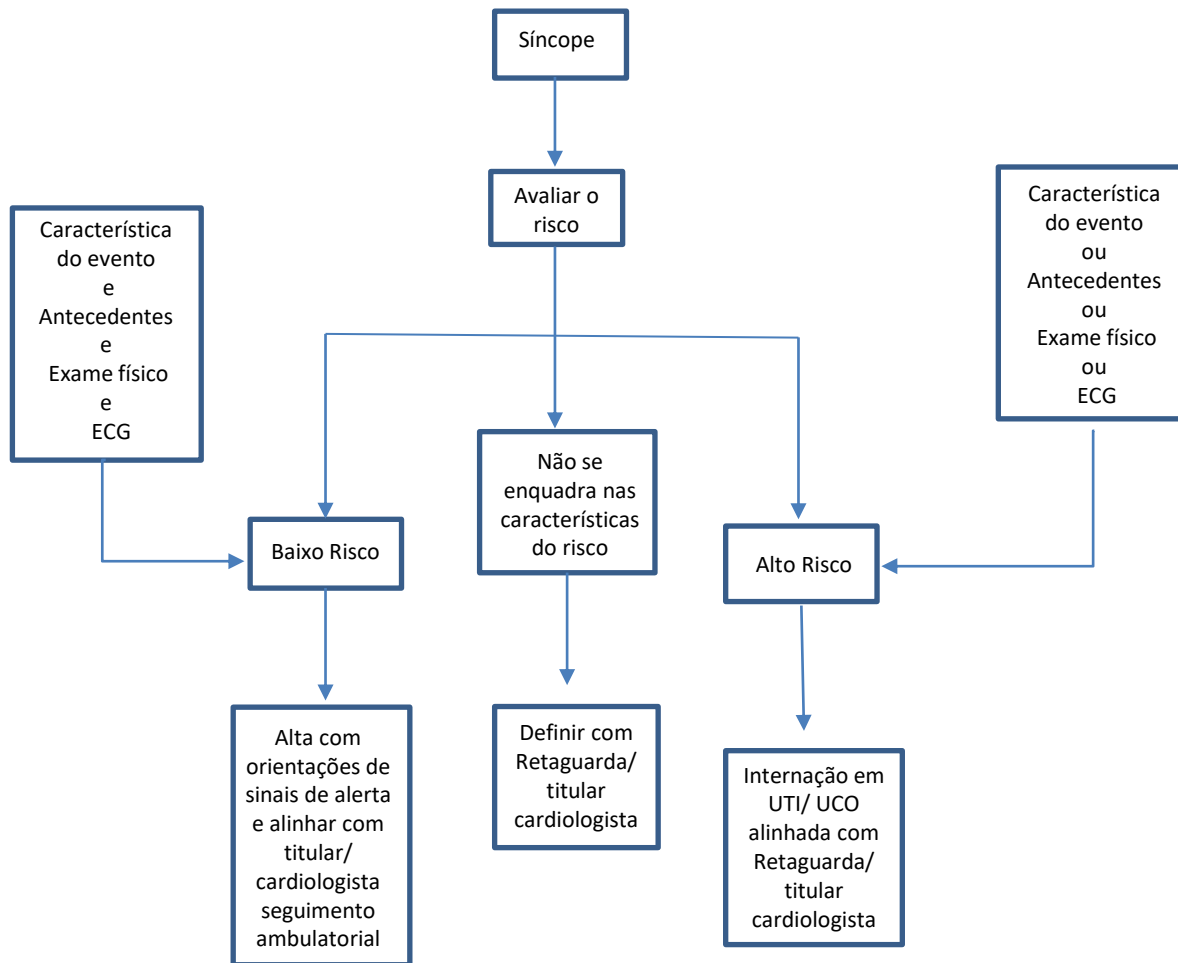 Síncope
Avaliar o
risco
Característica
do evento
e
Antecedentes
e
Exame físico
e
ECG
Característica
do evento
ou
Antecedentes
ou
Exame físico
ou
ECG
Baixo Risco
Não se
enquadra nas
características
do risco
Alto Risco
Alta com
orientações de
sinais de alerta
e alinhar com
titular/
cardiologista
seguimento
ambulatorial
Definir com
Retaguarda/
titular
cardiologista
Internação em
UTI/ UCO
alinhada com
Retaguarda/
titular
cardiologista